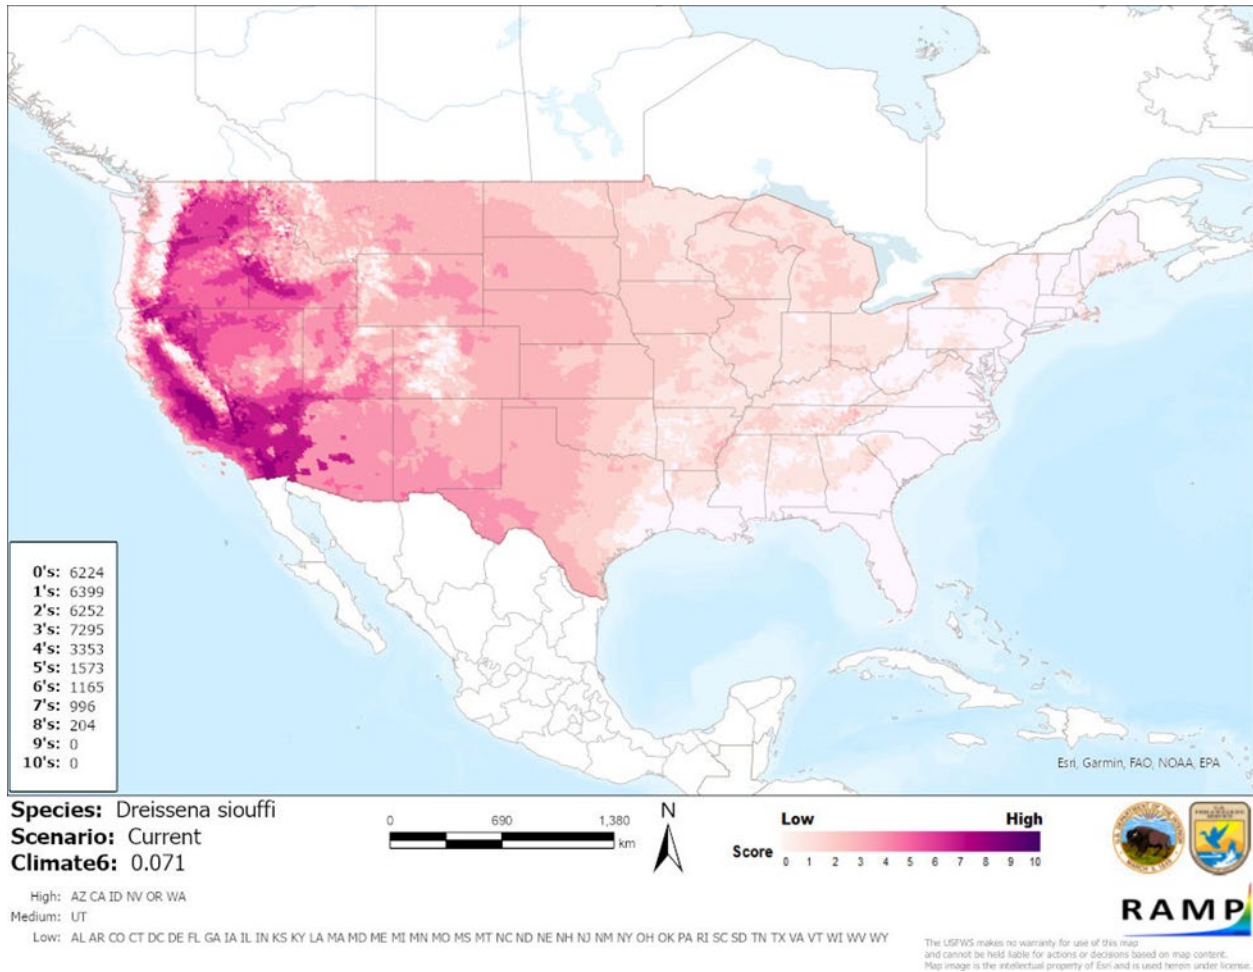 0's: 6224
1's: 6399
2's: 6252
3's: 7295
4's: 3353
5's: 1573
6's: 1165
7's: 996
8's: 204
9's: 0
10's: 0
Esri, Garmin, FAO, NOAA, EPA
Species: Dreissena siouffi
Scenario: Current
Climate6: 0.071
0 690 1,380
km
N
Low High
Score 0 1 2 3 4 5 6 7 8 9 10
High: AZ CA ID NV OR WA
Medium: UT
Low: AL AR CO CT DC DE FL GA IA IL IN KS KY LA MA MD ME MI MN MO MS MT NC ND NE NH NJ NM NY OH OK PA RI SC SD TN TX VA VT WI WV WY
RAMP
The USFWS makes no warranty for use of this map
and cannot be held liable for actions or decisions based on map content.
Map image is the intellectual property of Esri and is used herein under license.